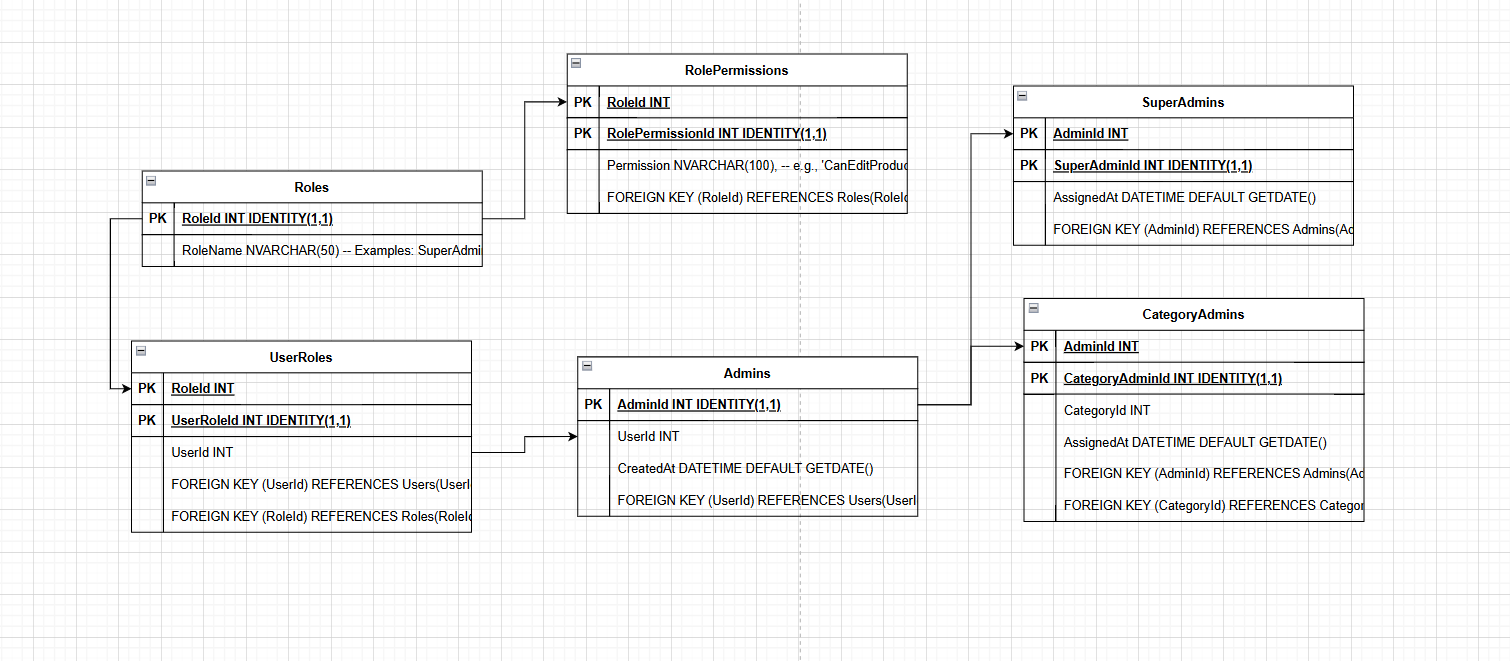 RolePermissions
PK RoleId INT
PK RolePermissionId INT IDENTITY(1,1)
Permission NVARCHAR(100), -- e.g., 'CanEditProduc
FOREIGN KEY (RoleId) REFERENCES Roles(RoleId
SuperAdmins
PK AdminId INT
PK SuperAdminId INT IDENTITY(1,1)
AssignedAt DATETIME DEFAULT GETDATE()
FOREIGN KEY (AdminId) REFERENCES Admins(Ad
Roles
PK RoleId INT IDENTITY(1,1)
RoleName NVARCHAR(50) -- Examples: SuperAdmi
CategoryAdmins
PK AdminId INT
PK CategoryAdminId INT IDENTITY(1,1)
CategoryId INT
AssignedAt DATETIME DEFAULT GETDATE()
FOREIGN KEY (AdminId) REFERENCES Admins(Ad
FOREIGN KEY (CategoryId) REFERENCES Categor
UserRoles
PK RoleId INT
PK UserRoleId INT IDENTITY(1,1)
UserId INT
FOREIGN KEY (UserId) REFERENCES Users(UserI
FOREIGN KEY (RoleId) REFERENCES Roles(RoleId
Admins
PK AdminId INT IDENTITY(1,1)
UserId INT
CreatedAt DATETIME DEFAULT GETDATE()
FOREIGN KEY (UserId) REFERENCES Users(UserI